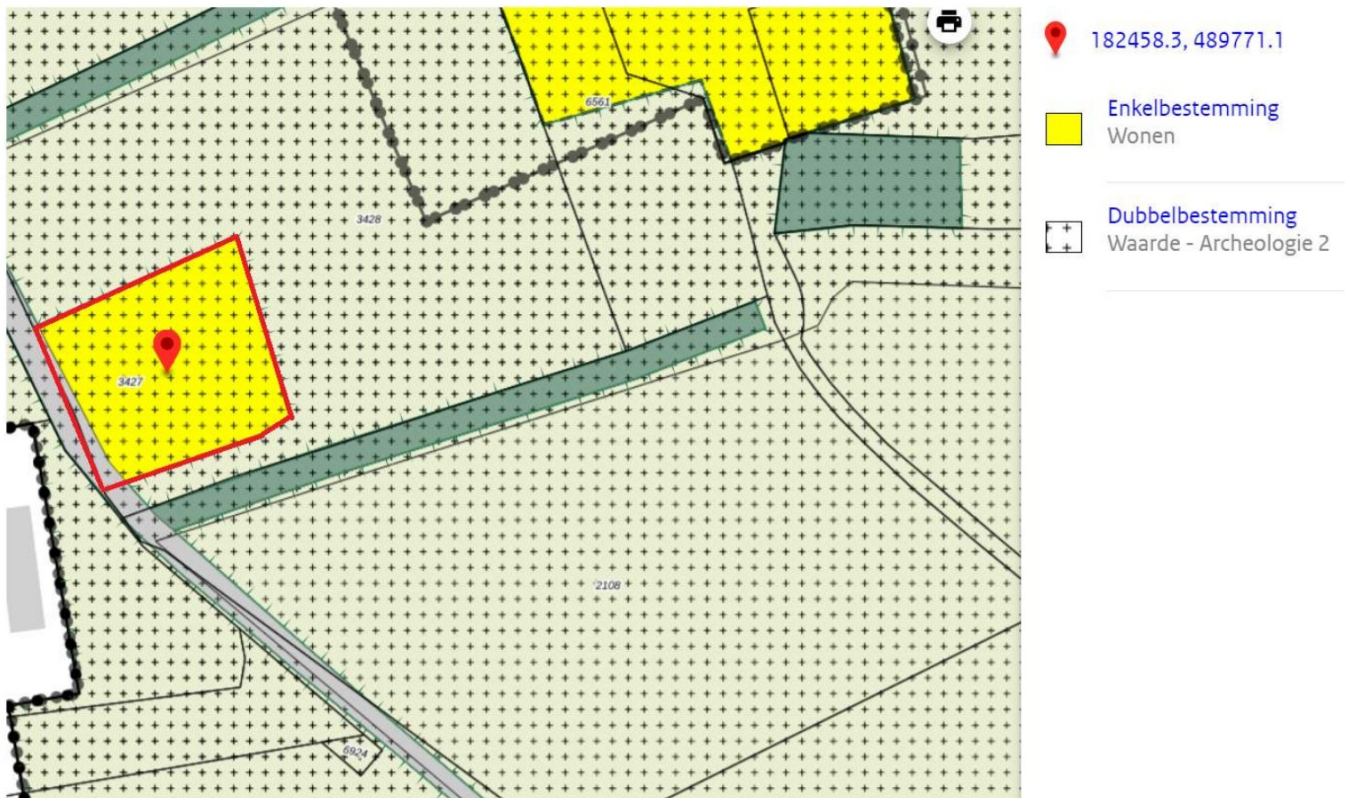 182458.3, 489771.1
Enkelbestemming
Wonen
Dubbelbestemming
Waarde - Archeologie 2
6561
3428
3427
2108
6924